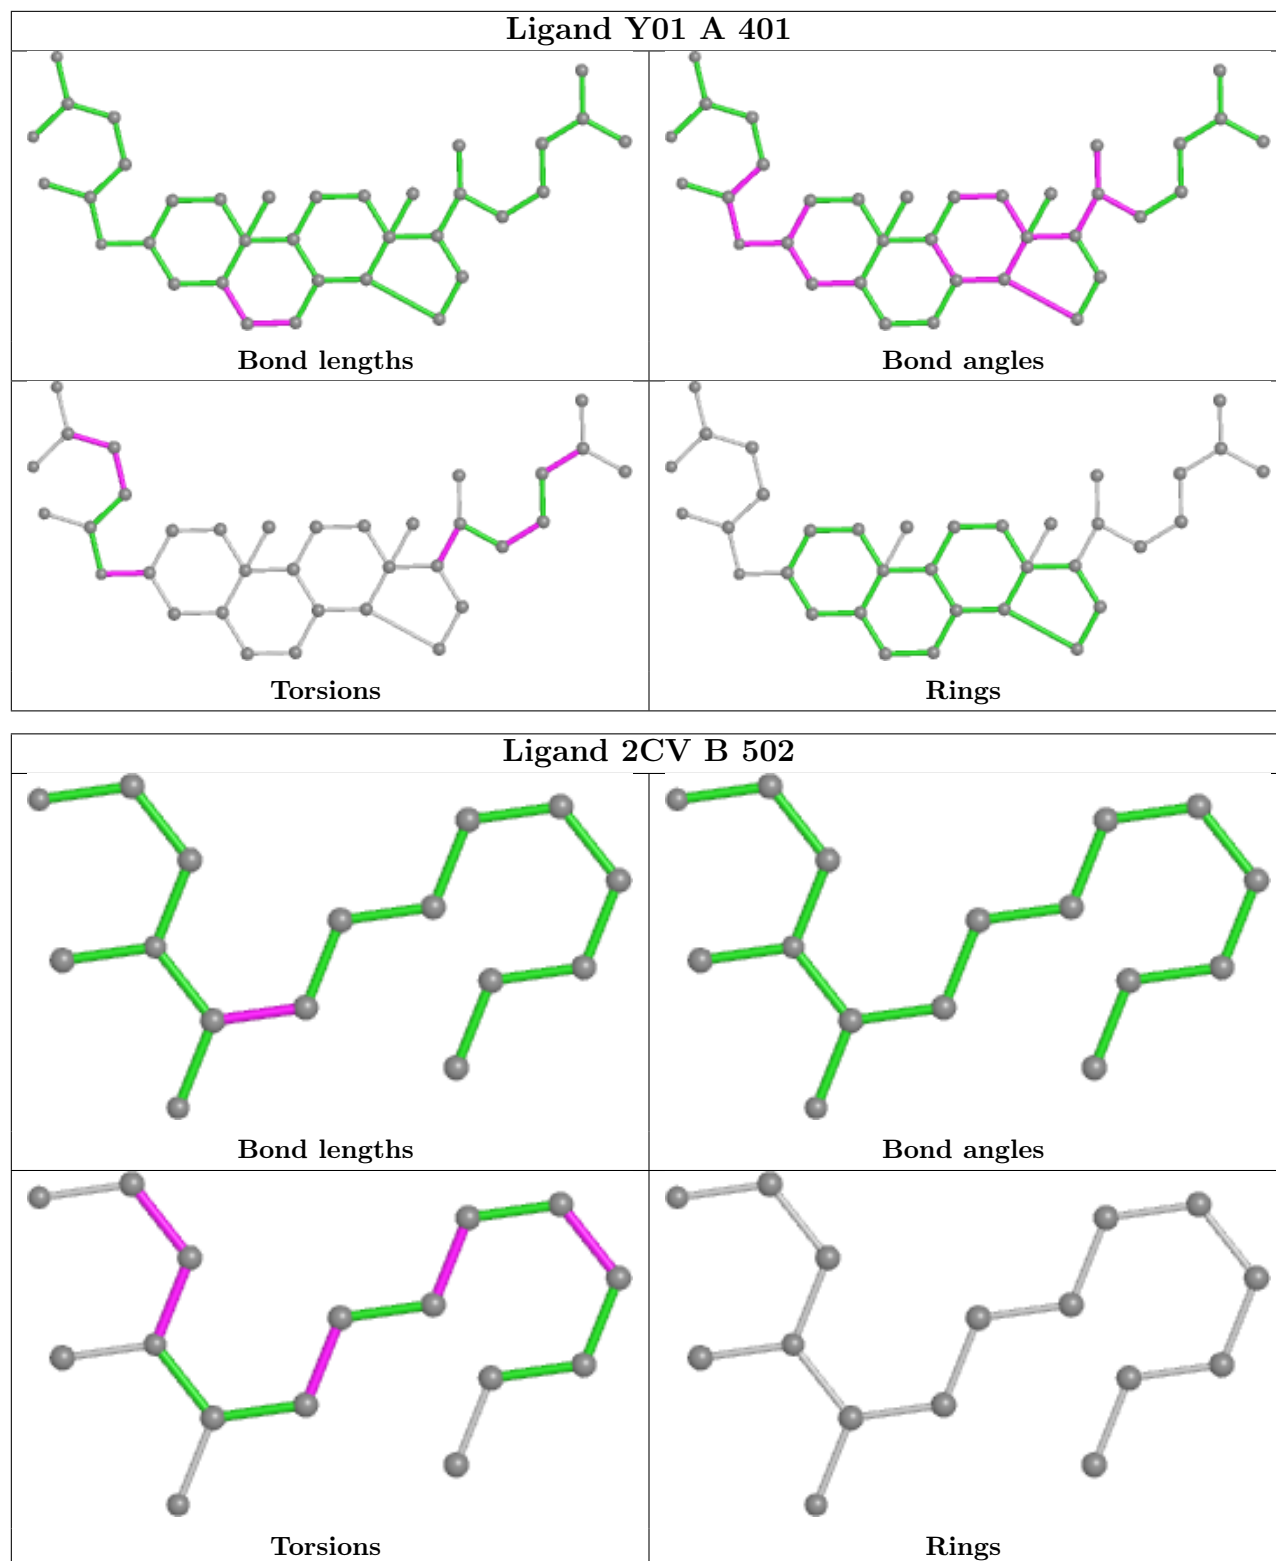 Ligand Y01 A 401
Bond lengths
Bond angles
Torsions
Rings
Ligand 2CV B 502
Bond lengths
Bond angles
Torsions
Rings